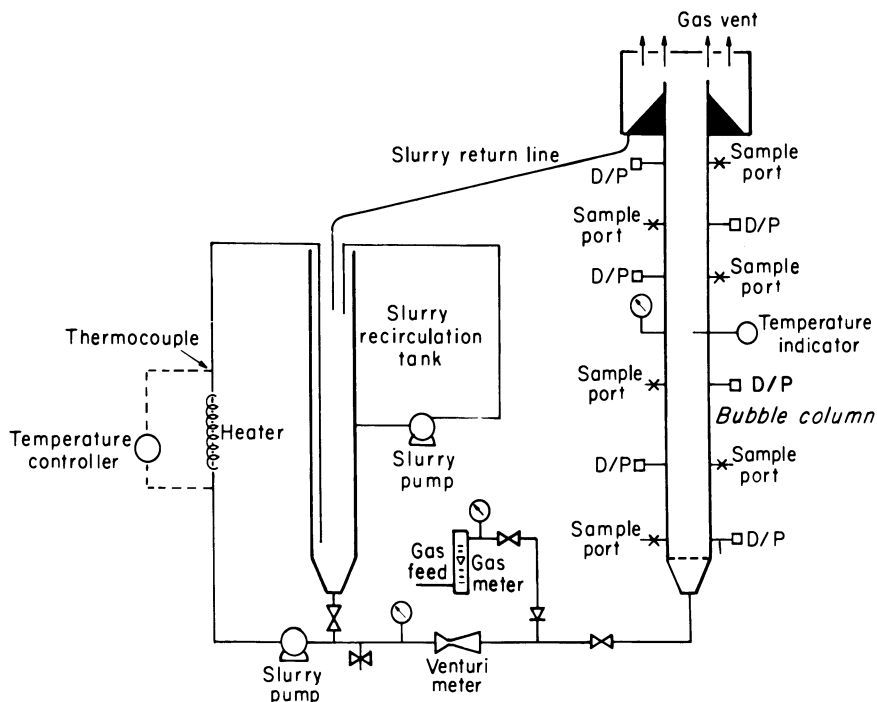 Gas vent
Slurry return line
D/P
Sample
port
Sample
port
D/P
D/P
Sample
port
Slurry
recirculation
tank
Thermocouple
Temperature
indicator
Sample
port
D/P
Bubble column
Temperature
controller
Heater
Slurry
pump
D/P
Sample
port
Sample
port
D/P
Gas
feed
Gas
meter
Slurry
pump
Venturi
meter